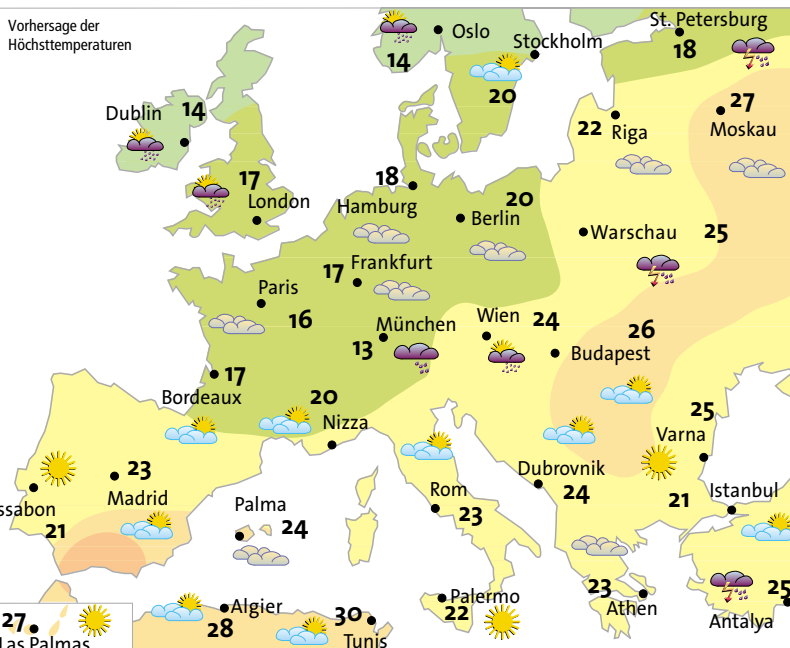 Vorhersage der
Höchsttemperaturen
Oslo
14
Stockholm
20
St. Petersburg
18
27
Moskau
22
Riga
Dublin
14
17
London
18
Hamburg
20
Berlin
Warschau
25
17
Frankfurt
Paris
16
München
13
Wien
24
26
Budapest
17
Bordeaux
20
Nizza
25
Varna
23
Madrid
ssabon
21
Palma
24
Rom
23
Dubrovnik
24
21
Istanbul
27
Las Palmas
Algier
28
30
Tunis
Palermo
22
23
Athen
25
Antalya